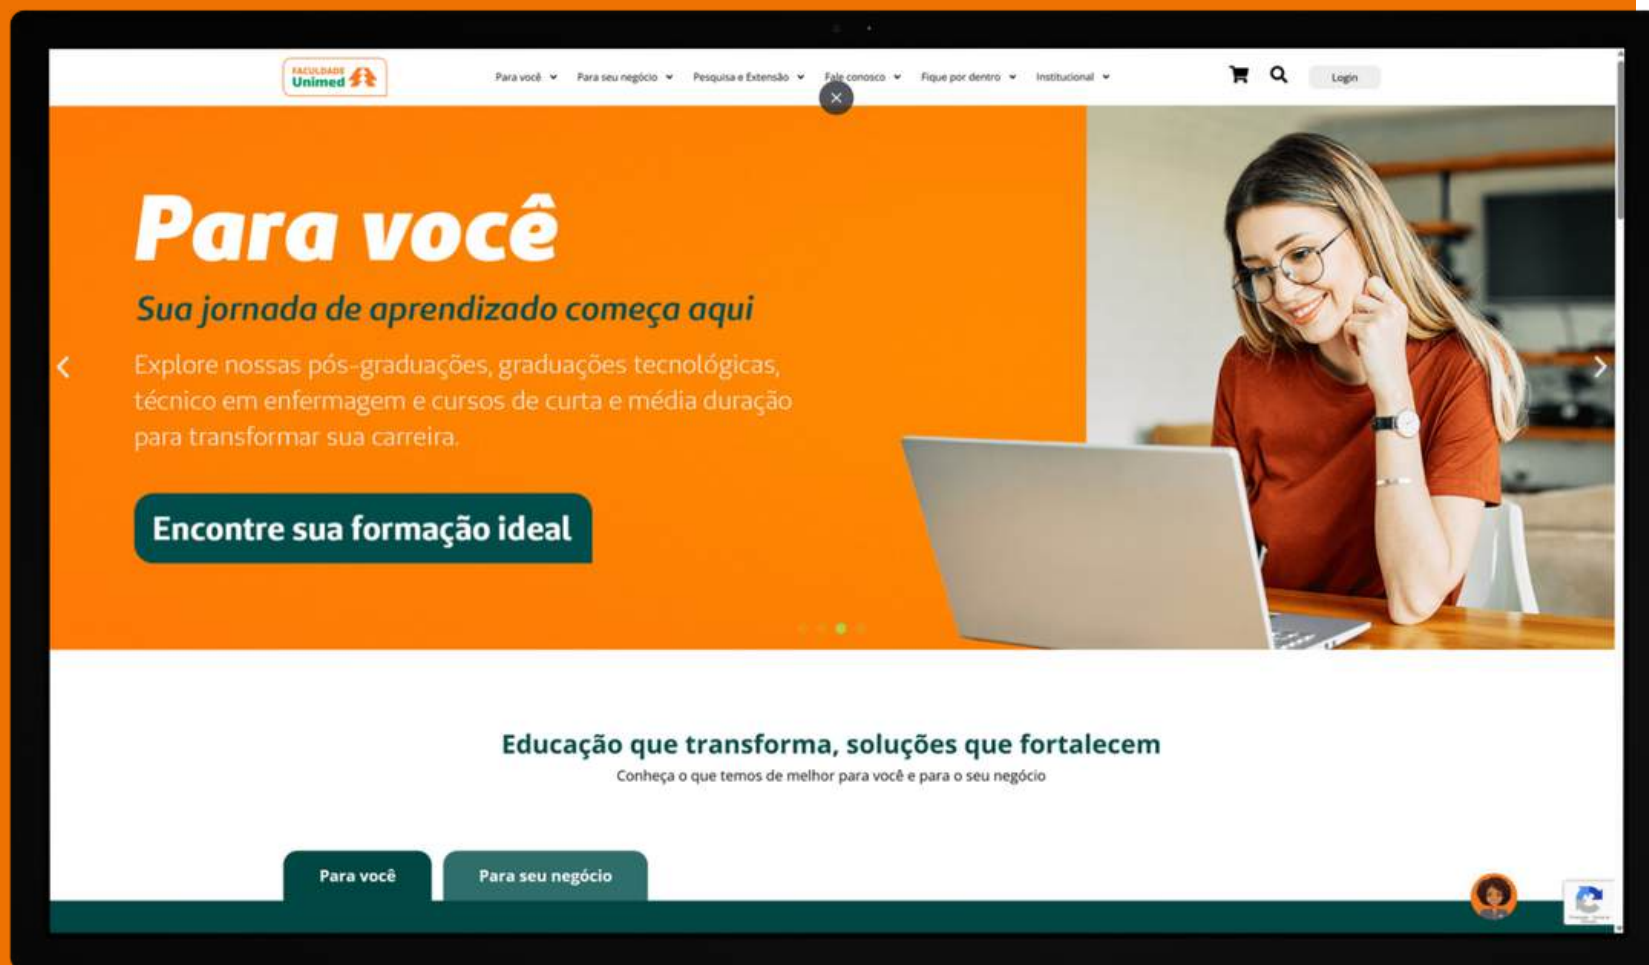 FACULDADE
Unimed
Para você
Para seu negócio
Pesquisa e Extensão
Fale conosco
Fique por dentro
Institucional
Login
Para você
Sua jornada de aprendizado começa aqui
Explore nossas pós-graduações, graduações tecnológicas,
técnico em enfermagem e cursos de curta e média duração
para transformar sua carreira.
Encontre sua formação ideal
Educação que transforma, soluções que fortalecem
Conheça o que temos de melhor para você e para o seu negócio
Para você
Para seu negócio